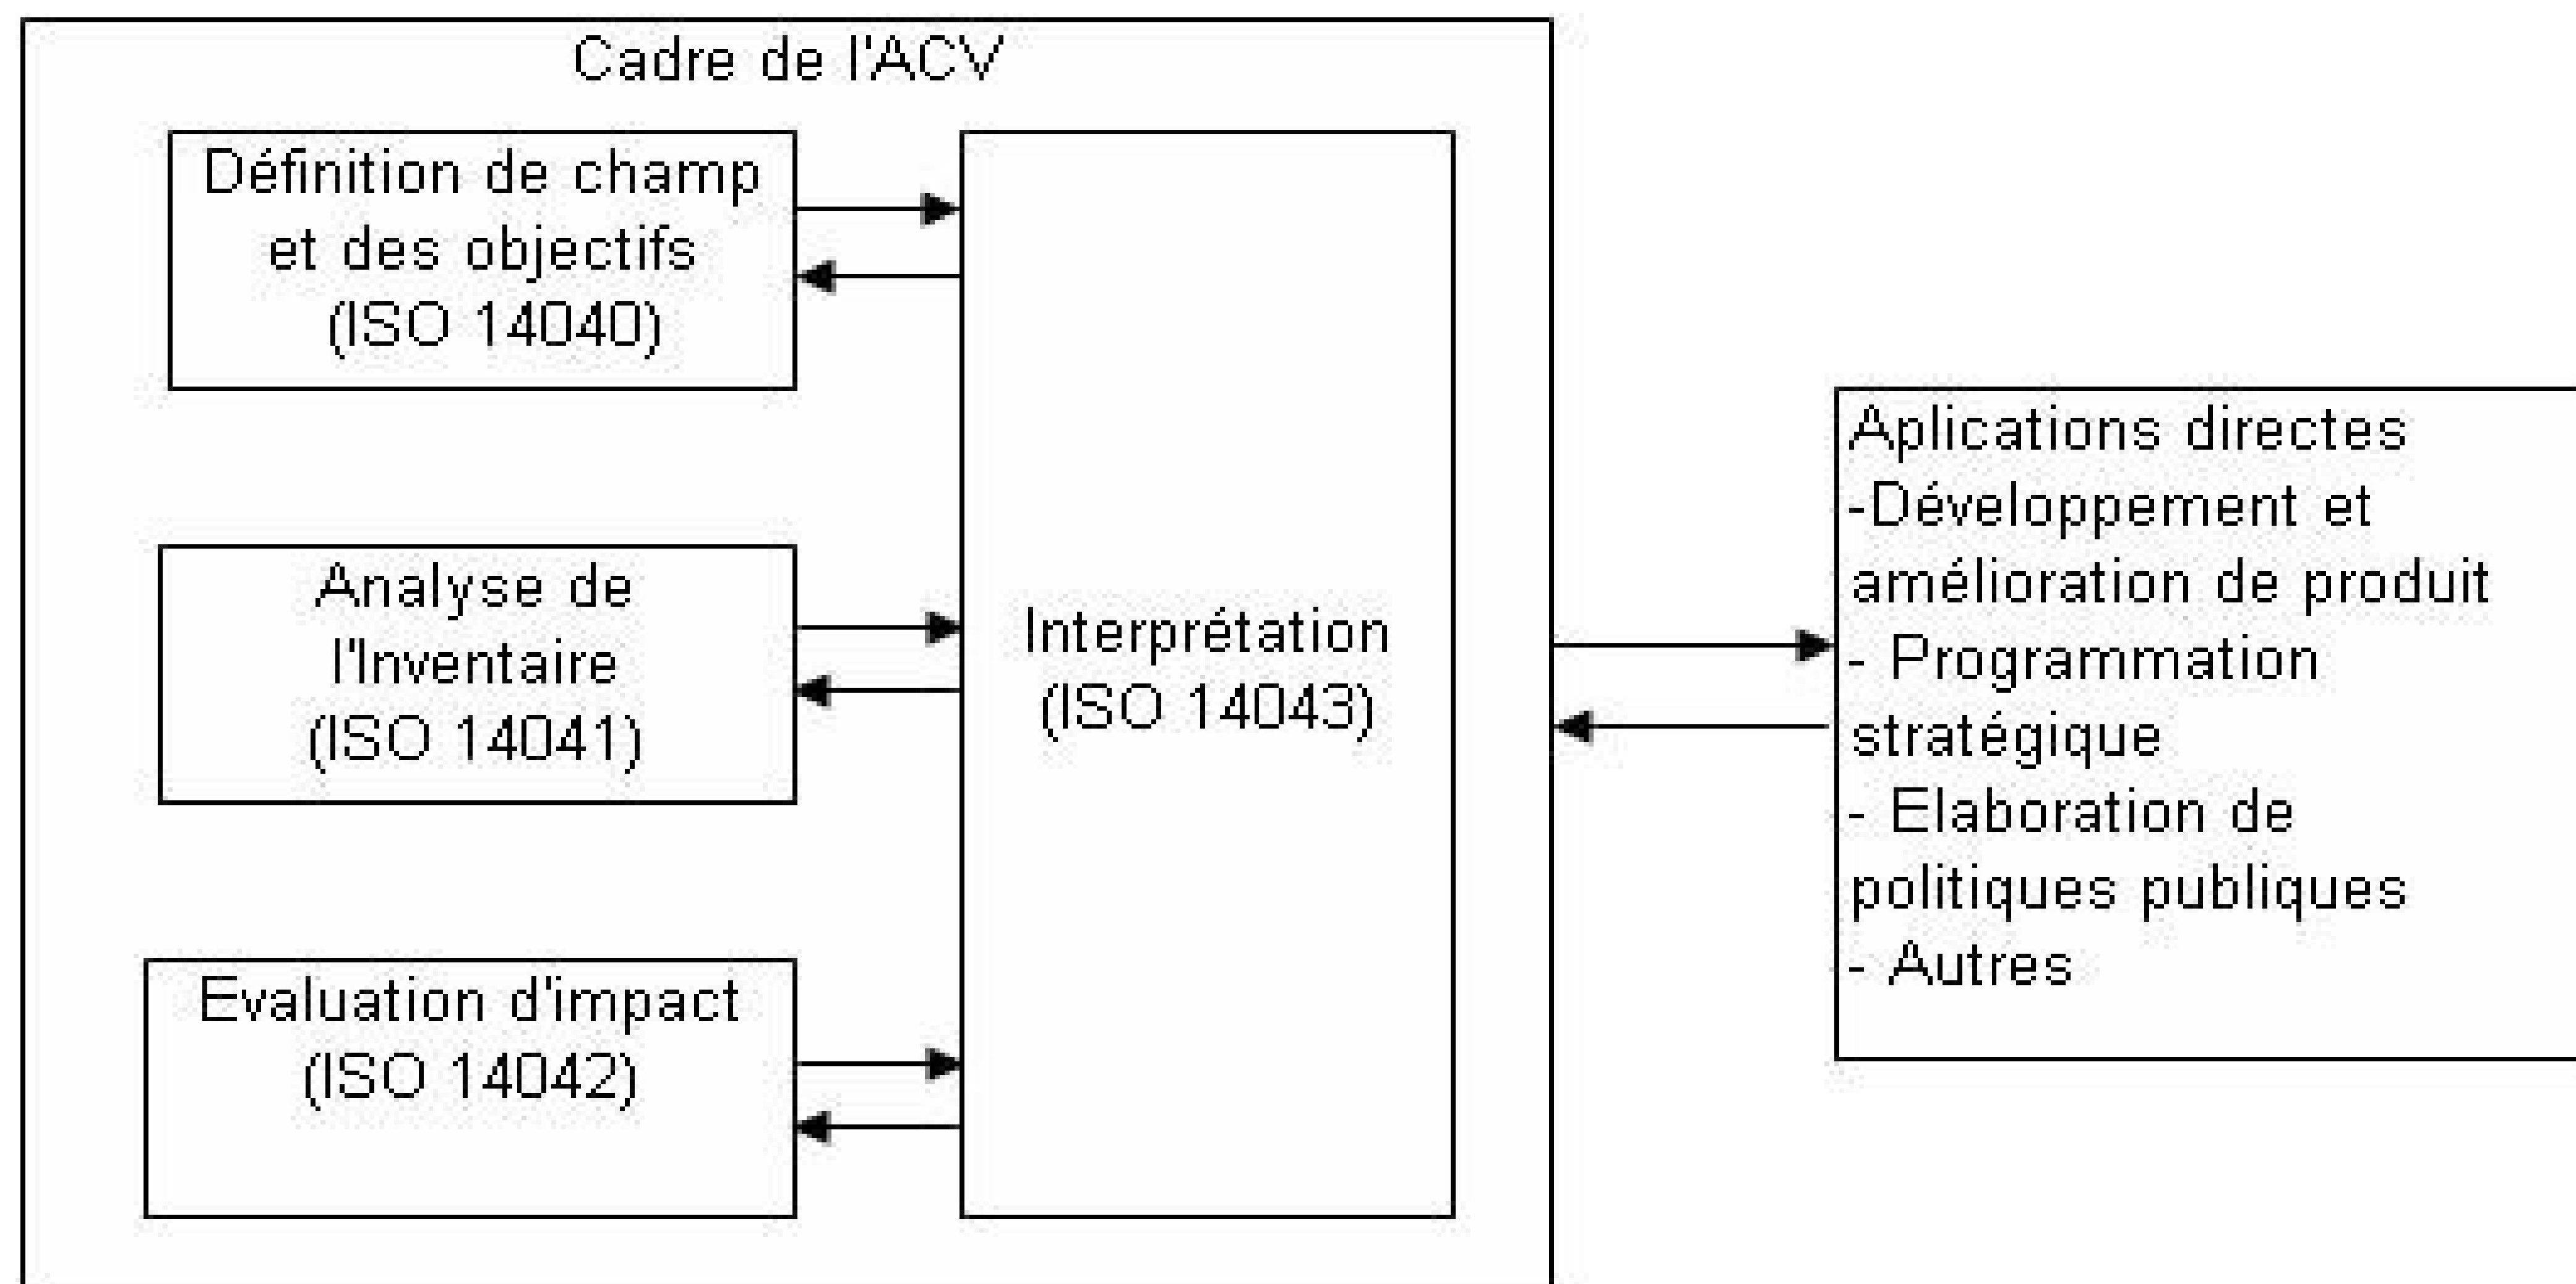 Cadre de l'ACV
Définition de champ
et des objectifs
(ISO 14040)
Analyse de
l'Inventaire
(ISO 14041)
Evaluation d'impact
(ISO 14042)
Interprétation
(ISO 14043)
Aplications directes
-Développement et
amélioration de produit
- Programmation
stratégique
- Elaboration de
politiques publiques
- Autres